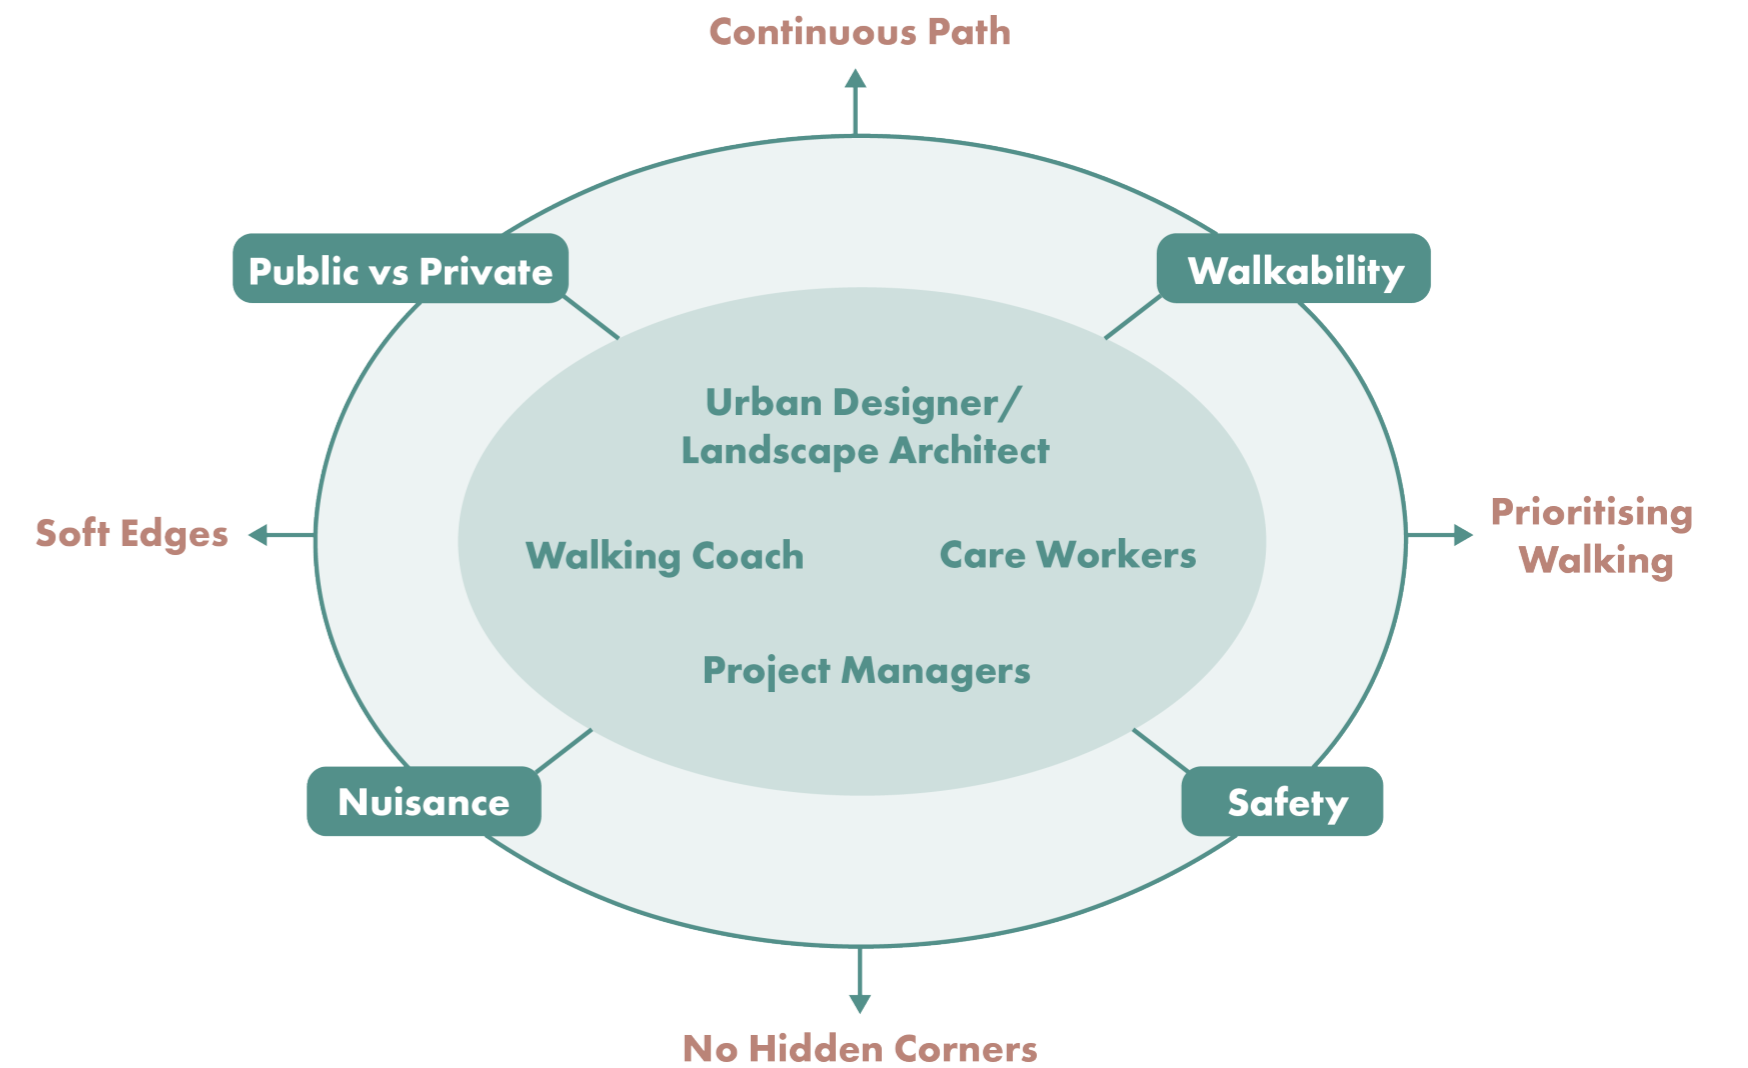 Continuous Path
Public vs Private
Walkability
Urban Designer/
Landscape Architect
Soft Edges
Walking Coach
Care Workers
Prioritising
Walking
Project Managers
Nuisance
Safety
No Hidden Corners